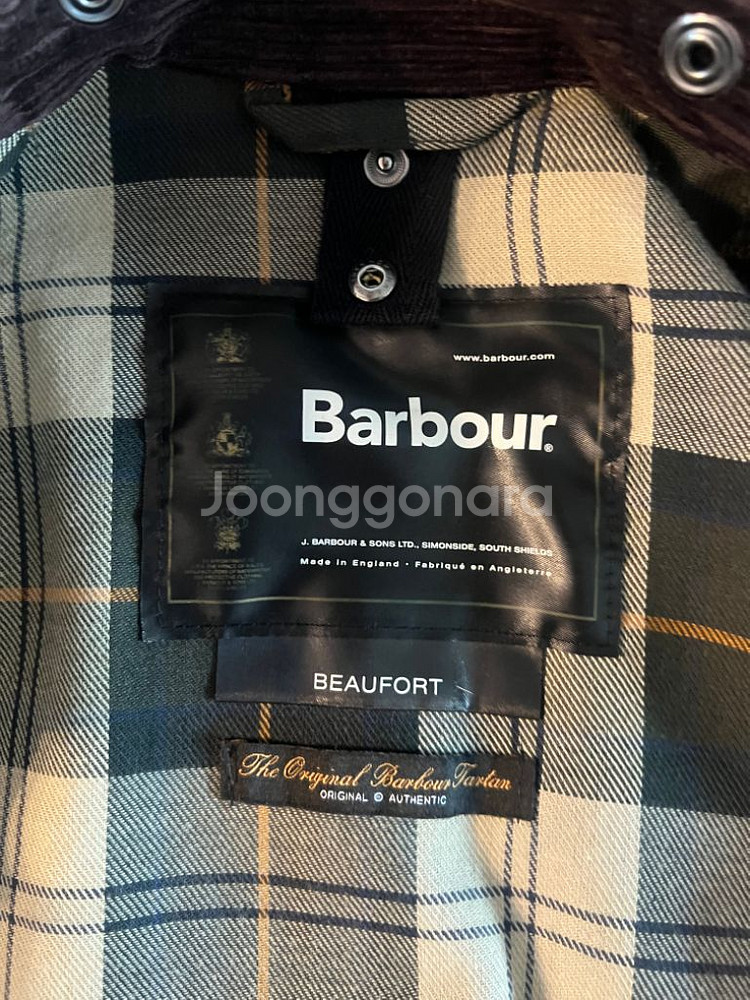 www.barbour.com
Barbour®
Joonggonara
J. BARBOUR & SONS LTD., SIMONSIDE, SOUTH SHIELDS
Made in England · Fabriqué en Angleterre
BEAUFORT
The Original Barbour Tartan
ORIGINAL © AUTHENTIC